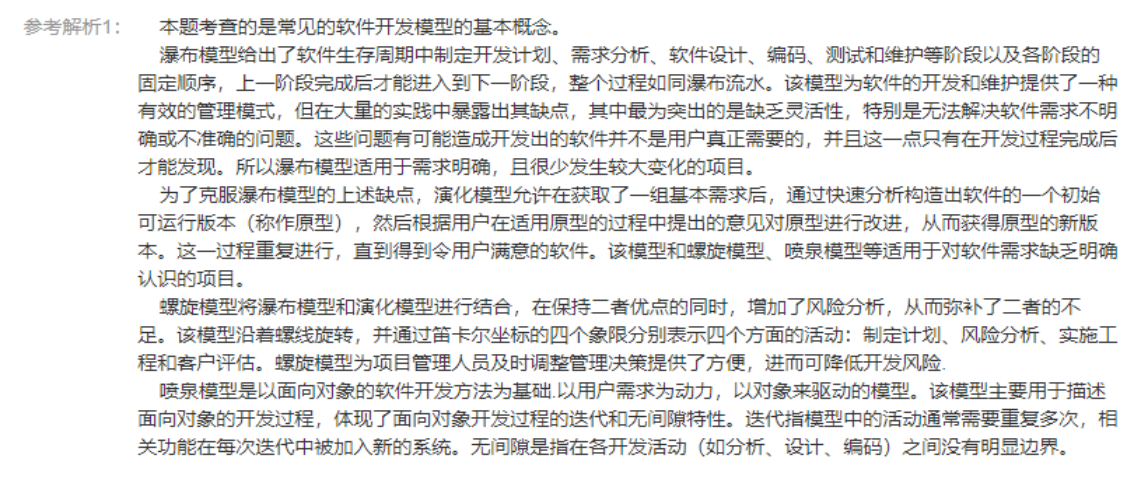 参考解析1： 本题考查的是常见的软件开发模型的基本概念。
瀑布模型给出了软件生存周期中制定开发计划、需求分析、软件设计、编码、测试和维护等阶段以及各阶段的
固定顺序，上一阶段完成后才能进入到下一阶段，整个过程如同瀑布流水。该模型为软件的开发和维护提供了一种
有效的管理模式，但在大量的实践中暴露出其缺点，其中最为突出的是缺乏灵活性，特别是无法解决软件需求不明
确或不准确的问题。这些问题有可能造成开发出的软件并不是用户真正需要的，并且这一点只有在开发过程完成后
才能发现。所以瀑布模型适用于需求明确，且很少发生较大变化的项目。
为了克服瀑布模型的上述缺点，演化模型允许在获取了一组基本需求后，通过快速分析构造出软件的一个初始
可运行版本（称作原型），然后根据用户在适用原型的过程中提出的意见对原型进行改进，从而获得原型的新版
本。这一过程重复进行，直到得到令用户满意的软件。该模型和螺旋模型、喷泉模型等适用于对软件需求缺乏明确
认识的项目。
螺旋模型将瀑布模型和演化模型进行结合，在保持二者优点的同时，增加了风险分析，从而弥补了二者的不
足。该模型沿着螺线旋转，并通过笛卡尔坐标的四个象限分别表示四个方面的活动：制定计划、风险分析、实施工
程和客户评估。螺旋模型为项目管理人员及时调整管理决策提供了方便，进而可降低开发风险.
喷泉模型是以面向对象的软件开发方法为基础.以用户需求为动力，以对象来驱动的模型。该模型主要用于描述
面向对象的开发过程，体现了面向对象开发过程的迭代和无间隙特性。迭代指模型中的活动通常需要重复多次，相
关功能在每次迭代中被加入新的系统。无间隙是指在各开发活动（如分析、设计、编码）之间没有明显边界。